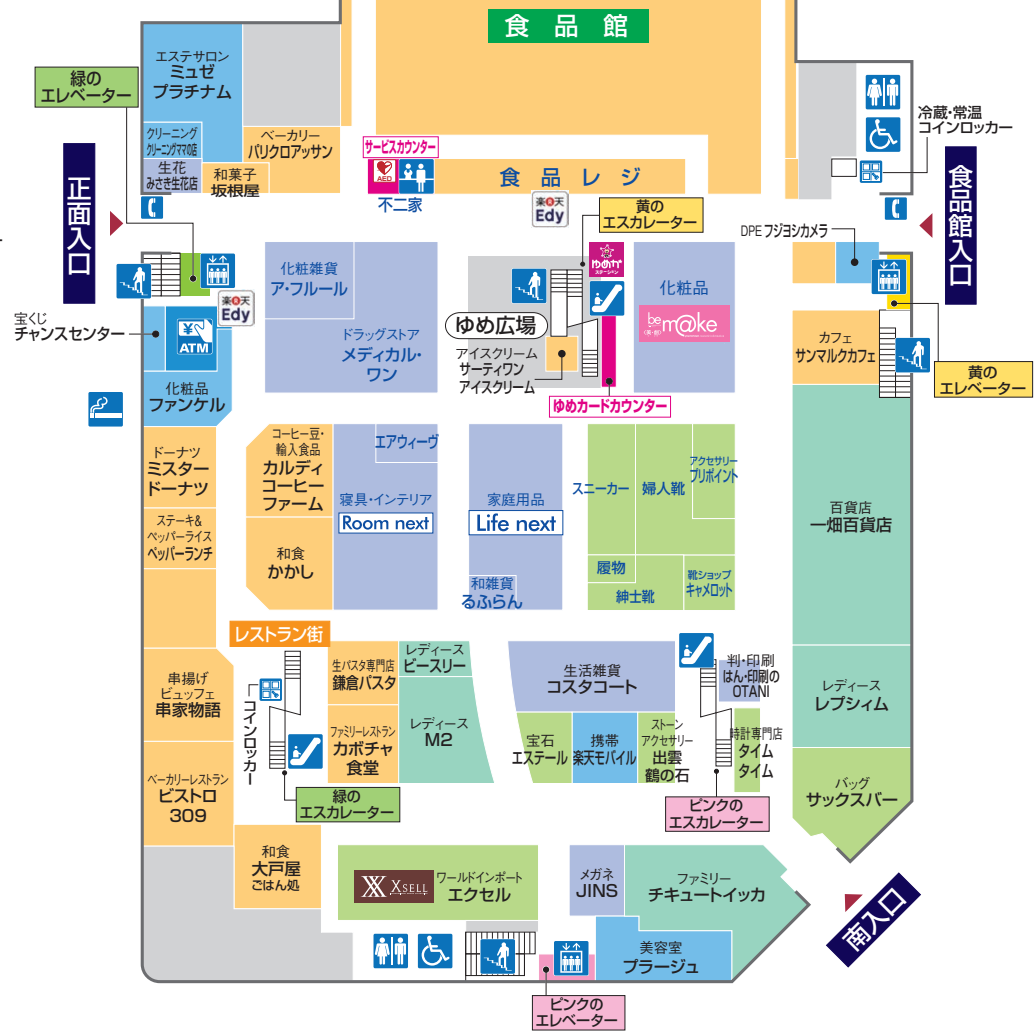 食品館
エステサロン
ミュゼ
プラチナム
緑の
エレベーター
クリーニング
クリーニングママの店
ベーカリー
パリクロアッサン
サービスカウンター
AED
冷蔵・常温
コインロッカー
生花
みさき生花店
和菓子
坂根屋
食品レジ
不二家
楽天
Edy
黄の
エスカレーター
正面入口
食品館入口
DPE フジヨシカメラ
化粧雑貨
ア・フルール
ゆめか
ステーション
化粧品
be
m@ke
楽天
Edy
宝くじ
チャンスセンター
ATM
ゆめ広場
ドラッグストア
メディカル・
ワン
アイスクリーム
サーティワン
アイスクリーム
カフェ
サンマルクカフェ
黄の
エレベーター
化粧品
ファンケル
ゆめカードカウンター
ドーナツ
ミスター
ドーナツ
コーヒー豆・
輸入食品
カルディ
コーヒー
ファーム
エアウィーヴ
寝具・インテリア
Room next
家庭用品
Life next
スニーカー
婦人靴
アクセサリー
プリポイント
百貨店
一畑百貨店
ステーキ&
ペッパーライス
ペッパーランチ
和食
かかし
和雑貨
るふらん
履物
紳士靴
靴ショップ
キャメロット
レストラン街
生パスタ専門店
鎌倉パスタ
レディース
ビースリー
生活雑貨
コスタコート
判・印刷
はん・印刷の
OTANI
串揚げ
ビュッフェ
串家物語
コインロッカー
レディース
レプシィム
ファミリーレストラン
カボチャ
食堂
レディース
M2
宝石
エステール
携帯
楽天モバイル
ストーン
アクセサリー
出雲
鶴の石
時計専門店
タイム
タイム
ベーカリーレストラン
ビストロ
309
緑の
エスカレーター
ピンクの
エスカレーター
バッグ
サックスバー
和食
大戸屋
ごはん処
XSELL
ワールドインポート
エクセル
メガネ
JINS
ファミリー
チキュートイッカ
南入口
美容室
プラージュ
ピンクの
エレベーター